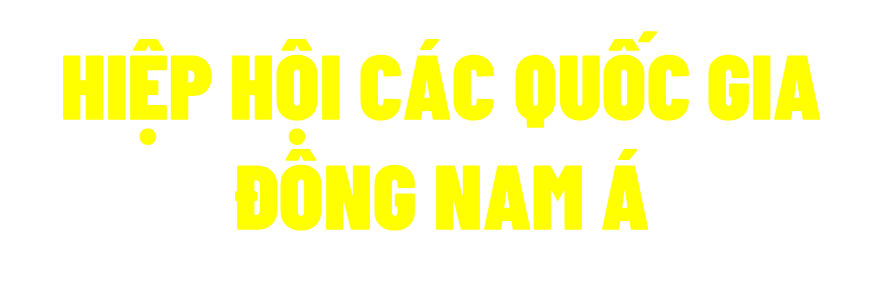 HIỆP HỘI CÁC QUỐC GIA
ĐÔNG NAM Á